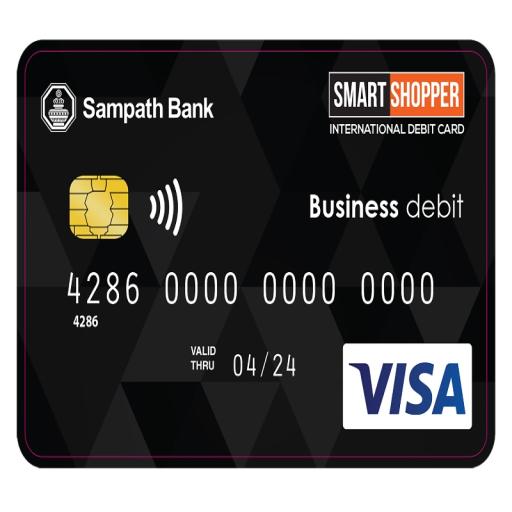 Sampath Bank
SMART SHOPPER
INTERNATIONAL DEBIT CARD
Business debit
4286 0000 0000 0000
4286
VALID
THRU 04/24
VISA